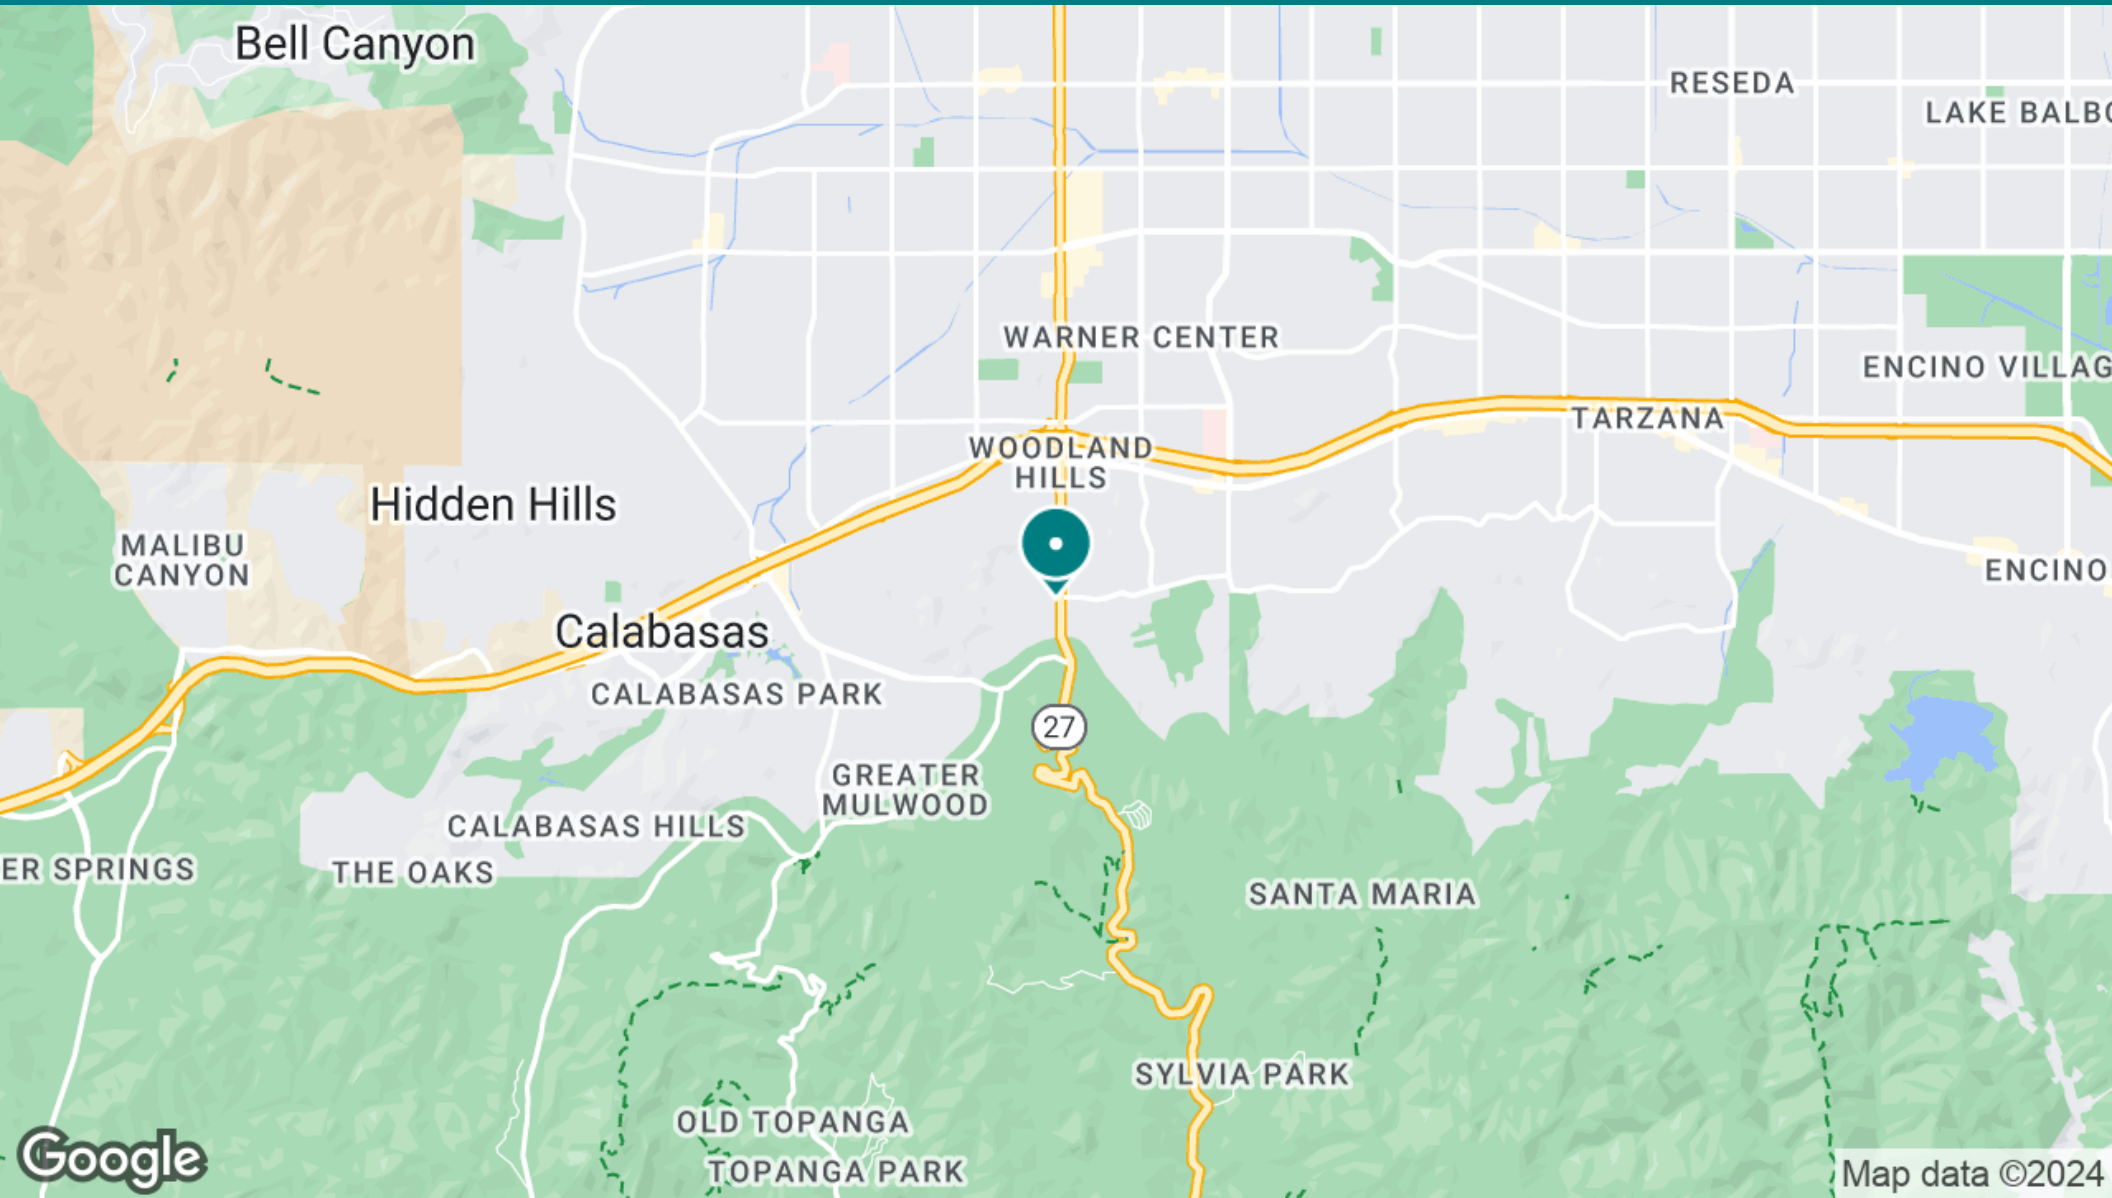 Bell Canyon
RESEDA
LAKE BALBO
WARNER CENTER
ENCINO VILLAG
TARZANA
WOODLAND
HILLS
Hidden Hills
MALIBU
CANYON
ENCINO
Calabasas
CALABASAS PARK
27
GREATER
MULWOOD
CALABASAS HILLS
ER SPRINGS
THE OAKS
SANTA MARIA
SYLVIA PARK
OLD TOPANGA
TOPANGA PARK
Google
Map data ©2024